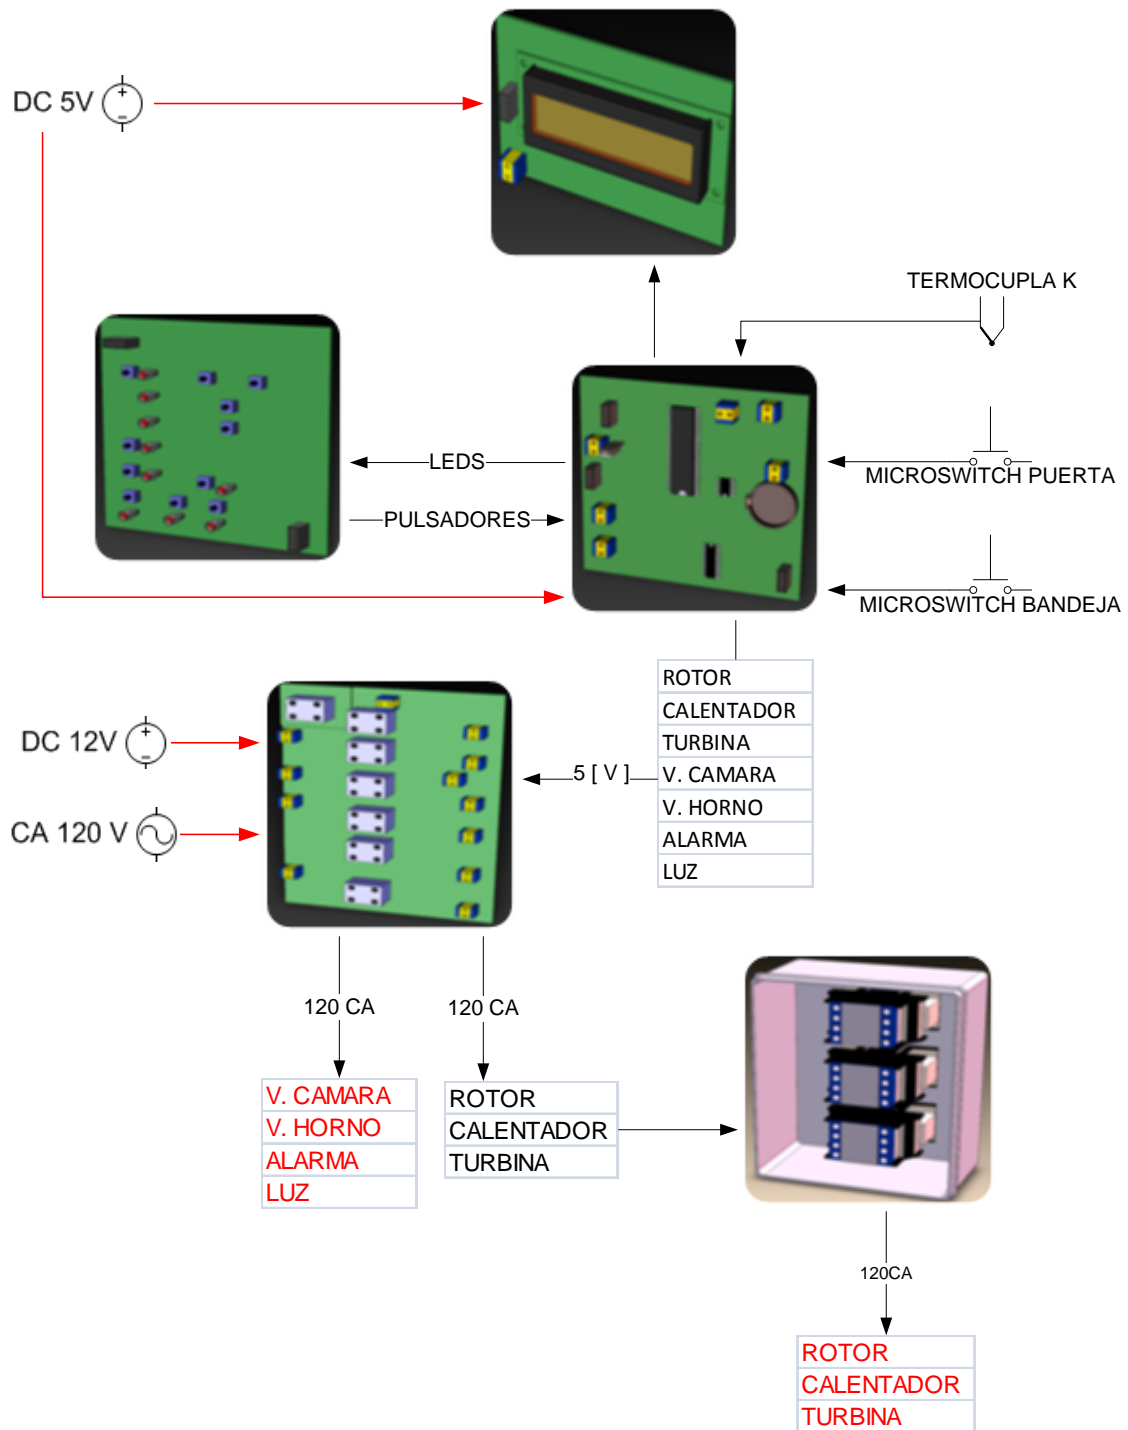 DC 5V
TERMOCUPLA K
LEDS
MICROSWITCH PUERTA
PULSADORES
MICROSWITCH BANDEJA
ROTOR
CALENTADOR
TURBINA
V. CAMARA
V. HORNO
ALARMA
LUZ
DC 12V
5 [ V ]
CA 120 V
120 CA
120 CA
V. CAMARA
V. HORNO
ALARMA
LUZ
ROTOR
CALENTADOR
TURBINA
120CA
ROTOR
CALENTADOR
TURBINA